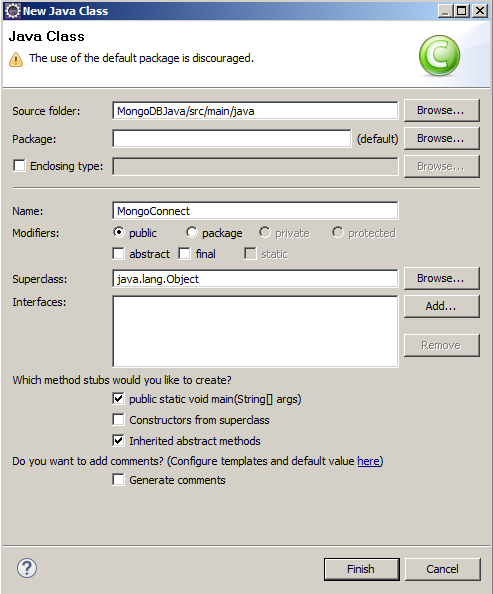 New Java Class
Java Class
The use of the default package is discouraged.
Source folder: MongoDBJava/src/main/java Browse...
Package: (default) Browse...
Enclosing type: Browse...
Name: MongoConnect
Modifiers: public package private protected
abstract final static
Superclass: java.lang.Object Browse...
Interfaces: Add...
Remove
Which method stubs would you like to create?
public static void main(String[] args)
Constructors from superclass
Inherited abstract methods
Do you want to add comments? (Configure templates and default value here)
Generate comments
? Finish Cancel